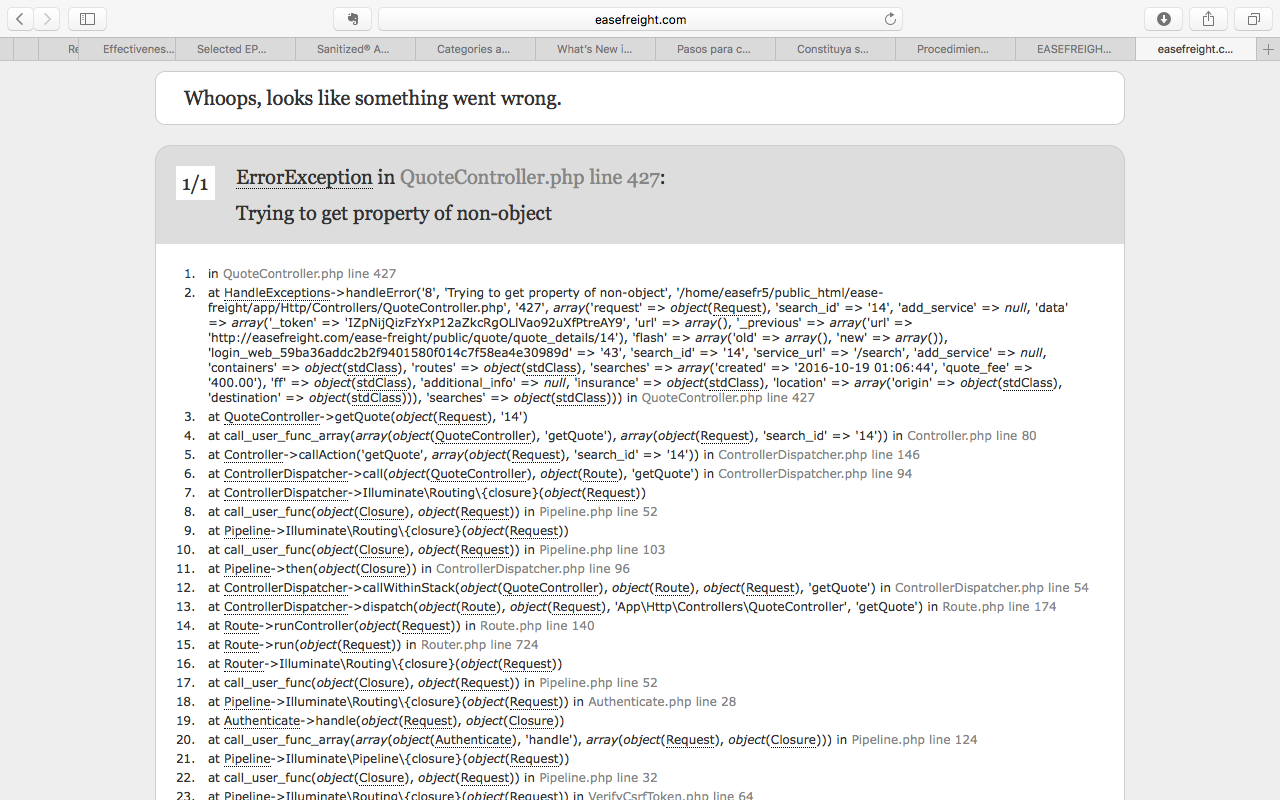 easefreight.com
Re
Effectivenes...
Selected EP...
Sanitized® A...
Categories a...
What's New i...
Pasos para c...
Constituya s...
Procedimien...
EASEFREIGH...
easefreight.c...
Whoops, looks like something went wrong.
1/1
ErrorException in QuoteController.php line 427:
Trying to get property of non-object
1. in QuoteController.php line 427
2. at HandleExceptions->handleError('8', 'Trying to get property of non-object', '/home/easefr5/public_html/ease-
freight/app/Http/Controllers/QuoteController.php', '427', array('request' => object(Request), 'search_id' => '14', 'add_service' => null, 'data'
=> array('_token' => 'IZpNijQizFzYxP12aZkcRgOLlVao92uXfPtreAY9', 'url' => array(), '_previous' => array('url' =>
'http://easefreight.com/ease-freight/public/quote/quote_details/14'), 'flash' => array('old' => array(), 'new' => array()),
'login_web_59ba36addc2b2f9401580f014c7f58ea4e30989d' => '43', 'search_id' => '14', 'service_url' => '/search', 'add_service' => null,
'containers' => object(stdClass), 'routes' => object(stdClass), 'searches' => array('created' => '2016-10-19 01:06:44', 'quote_fee' =>
'400.00'), 'ff' => object(stdClass), 'additional_info' => null, 'insurance' => object(stdClass), 'location' => array('origin' => object(stdClass),
'destination' => object(stdClass))), 'searches' => object(stdClass))) in QuoteController.php line 427
3. at QuoteController->getQuote(object(Request), '14')
4. at call_user_func_array(array(object(QuoteController), 'getQuote'), array(object(Request), 'search_id' => '14')) in Controller.php line 80
5. at Controller->callAction('getQuote', array(object(Request), 'search_id' => '14')) in ControllerDispatcher.php line 146
6. at ControllerDispatcher->call(object(QuoteController), object(Route), 'getQuote') in ControllerDispatcher.php line 94
7. at ControllerDispatcher->Illuminate\Routing\{closure}(object(Request))
8. at call_user_func(object(Closure), object(Request)) in Pipeline.php line 52
9. at Pipeline->Illuminate\Routing\{closure}(object(Request))
10. at call_user_func(object(Closure), object(Request)) in Pipeline.php line 103
11. at Pipeline->then(object(Closure)) in ControllerDispatcher.php line 96
12. at ControllerDispatcher->callWithinStack(object(QuoteController), object(Route), object(Request), 'getQuote') in ControllerDispatcher.php line 54
13. at ControllerDispatcher->dispatch(object(Route), object(Request), 'App\Http\Controllers\QuoteController', 'getQuote') in Route.php line 174
14. at Route->runController(object(Request)) in Route.php line 140
15. at Route->run(object(Request)) in Router.php line 724
16. at Router->Illuminate\Routing\{closure}(object(Request))
17. at call_user_func(object(Closure), object(Request)) in Pipeline.php line 52
18. at Pipeline->Illuminate\Routing\{closure}(object(Request)) in Authenticate.php line 28
19. at Authenticate->handle(object(Request), object(Closure))
20. at call_user_func_array(array(object(Authenticate), 'handle'), array(object(Request), object(Closure))) in Pipeline.php line 124
21. at Pipeline->Illuminate\Pipeline\{closure}(object(Request))
22. at call_user_func(object(Closure), object(Request)) in Pipeline.php line 32
23. at Pipeline->Illuminate\Routing\{closure}(object(Request)) in VerifyCsrfToken.php line 64